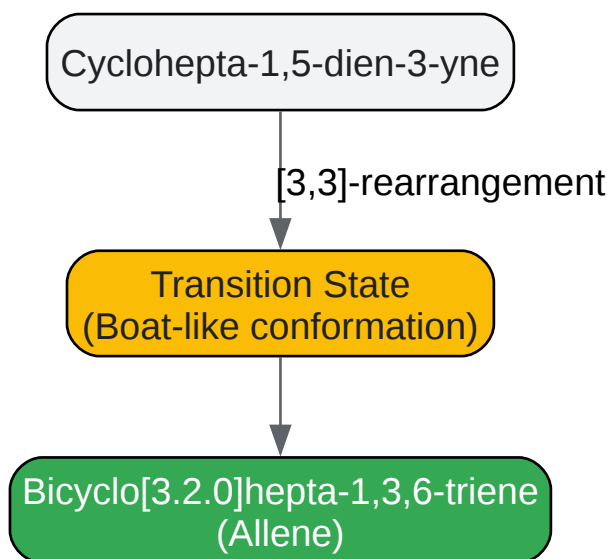 Cyclohepta-1,5-dien-3-yne
[3,3]-rearrangement
Transition State
(Boat-like conformation)
Bicyclo[3.2.0]hepta-1,3,6-triene
(Allene)